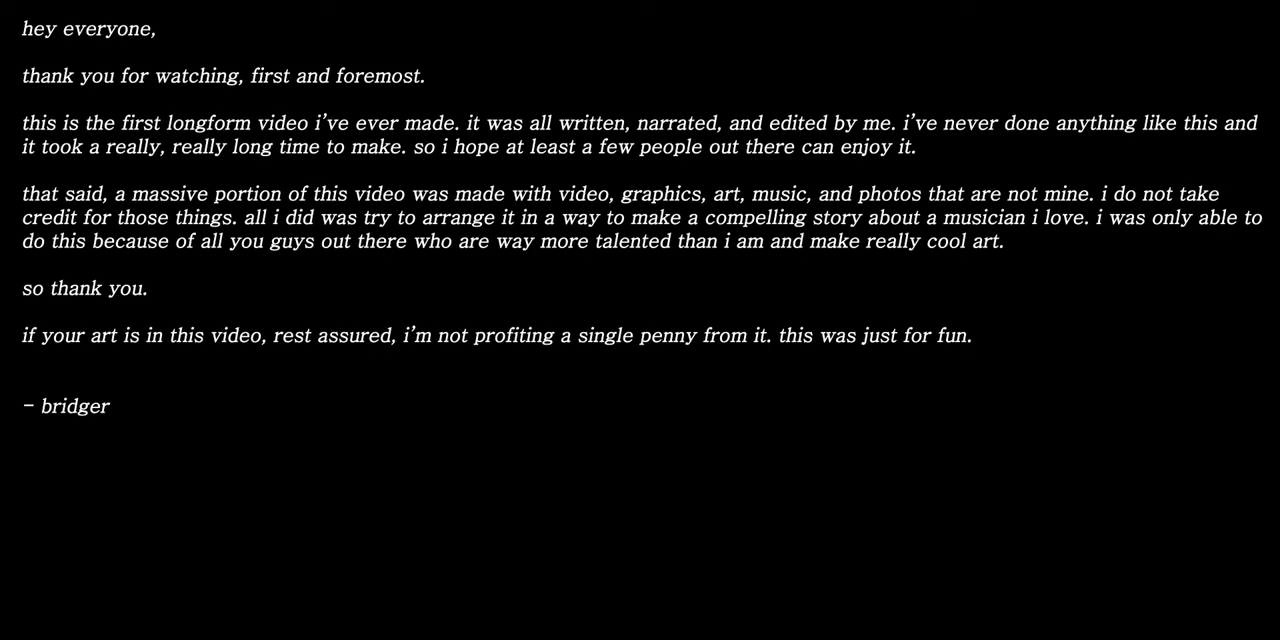 hey everyone,
thank you for watching, first and foremost.
this is the first longform video i've ever made. it was all written, narrated, and edited by me. i've never done anything like this and
it took a really, really long time to make. so i hope at least a few people out there can enjoy it.
that said, a massive portion of this video was made with video, graphics, art, music, and photos that are not mine. i do not take
credit for those things. all i did was try to arrange it in a way to make a compelling story about a musician i love. i was only able to
do this because of all you guys out there who are way more talented than i am and make really cool art.
so thank you.
if your art is in this video, rest assured, i'm not profiting a single penny from it. this was just for fun.
- bridger